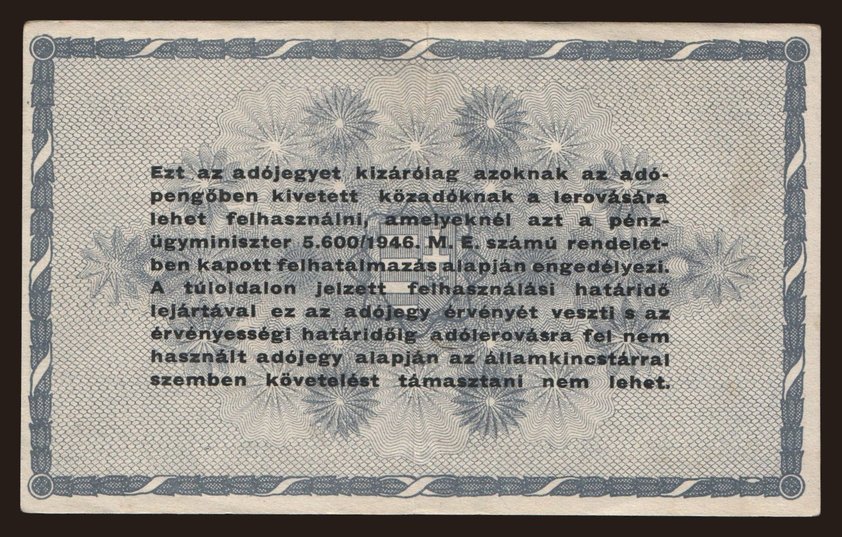 Ezt az adójegyet kizárólag azoknak az adó-
pengőben kivetett közadóknak a lerovására
lehet felhasználni, amelyeknél azt a pénz-
ügyminiszter 5.600/1946. M. E. számú rendelet-
ben kapott felhatalmazás alapján engedélyezi.
A túloldalon jelzett felhasználási határidő
lejártával ez az adójegy érvényét veszti s az
érvényességi határidőig adólerovásra fel nem
használt adójegy alapján az államkincstárral
szemben követelést támasztani nem lehet.